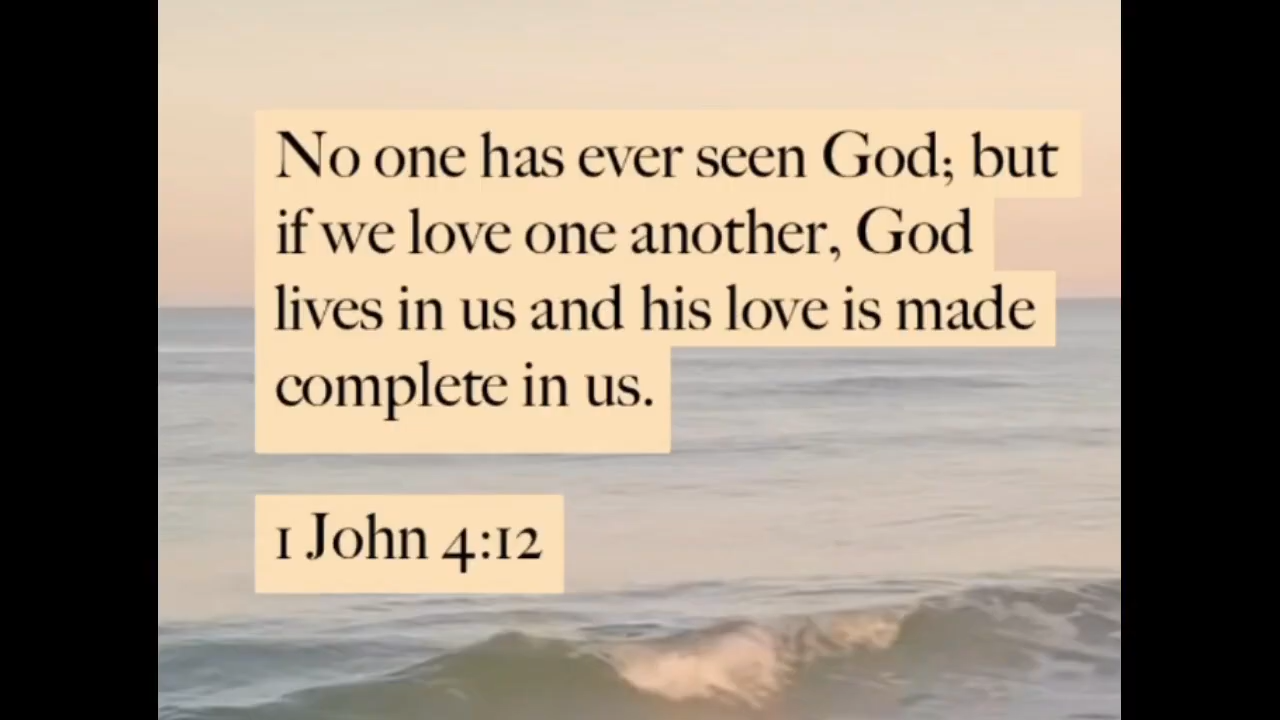 No one has ever seen God; but
if we love one another, God
lives in us and his love is made
complete in us.
1 John 4:12